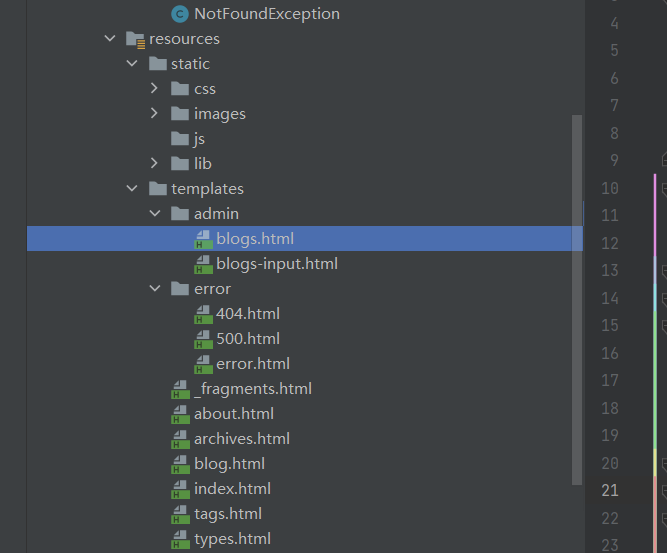 NotFoundException
resources
static
css
images
js
lib
templates
admin
blogs.html
blogs-input.html
error
404.html
500.html
error.html
_fragments.html
about.html
archives.html
blog.html
index.html
tags.html
types.html
4
5
6
7
8
9
10
11
12
13
14
15
16
17
18
19
20
21
22
23